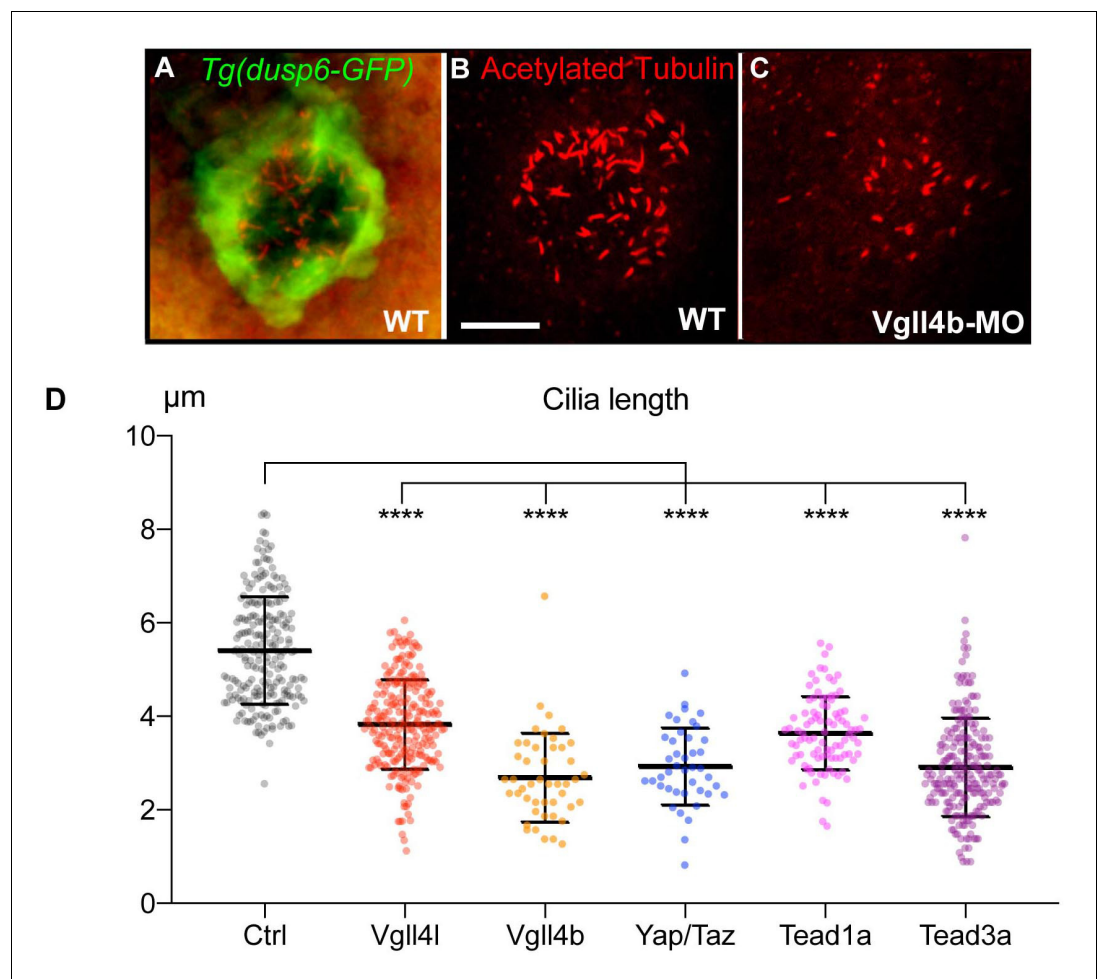 A Tg(dusp6-GFP) B Acetylated Tubulin C
WT WT Vgll4b-MO
D µm Cilia length
10
8
6
4
2
0
**** **** **** **** ****
Ctrl Vgll4l Vgll4b Yap/Taz Tead1a Tead3a